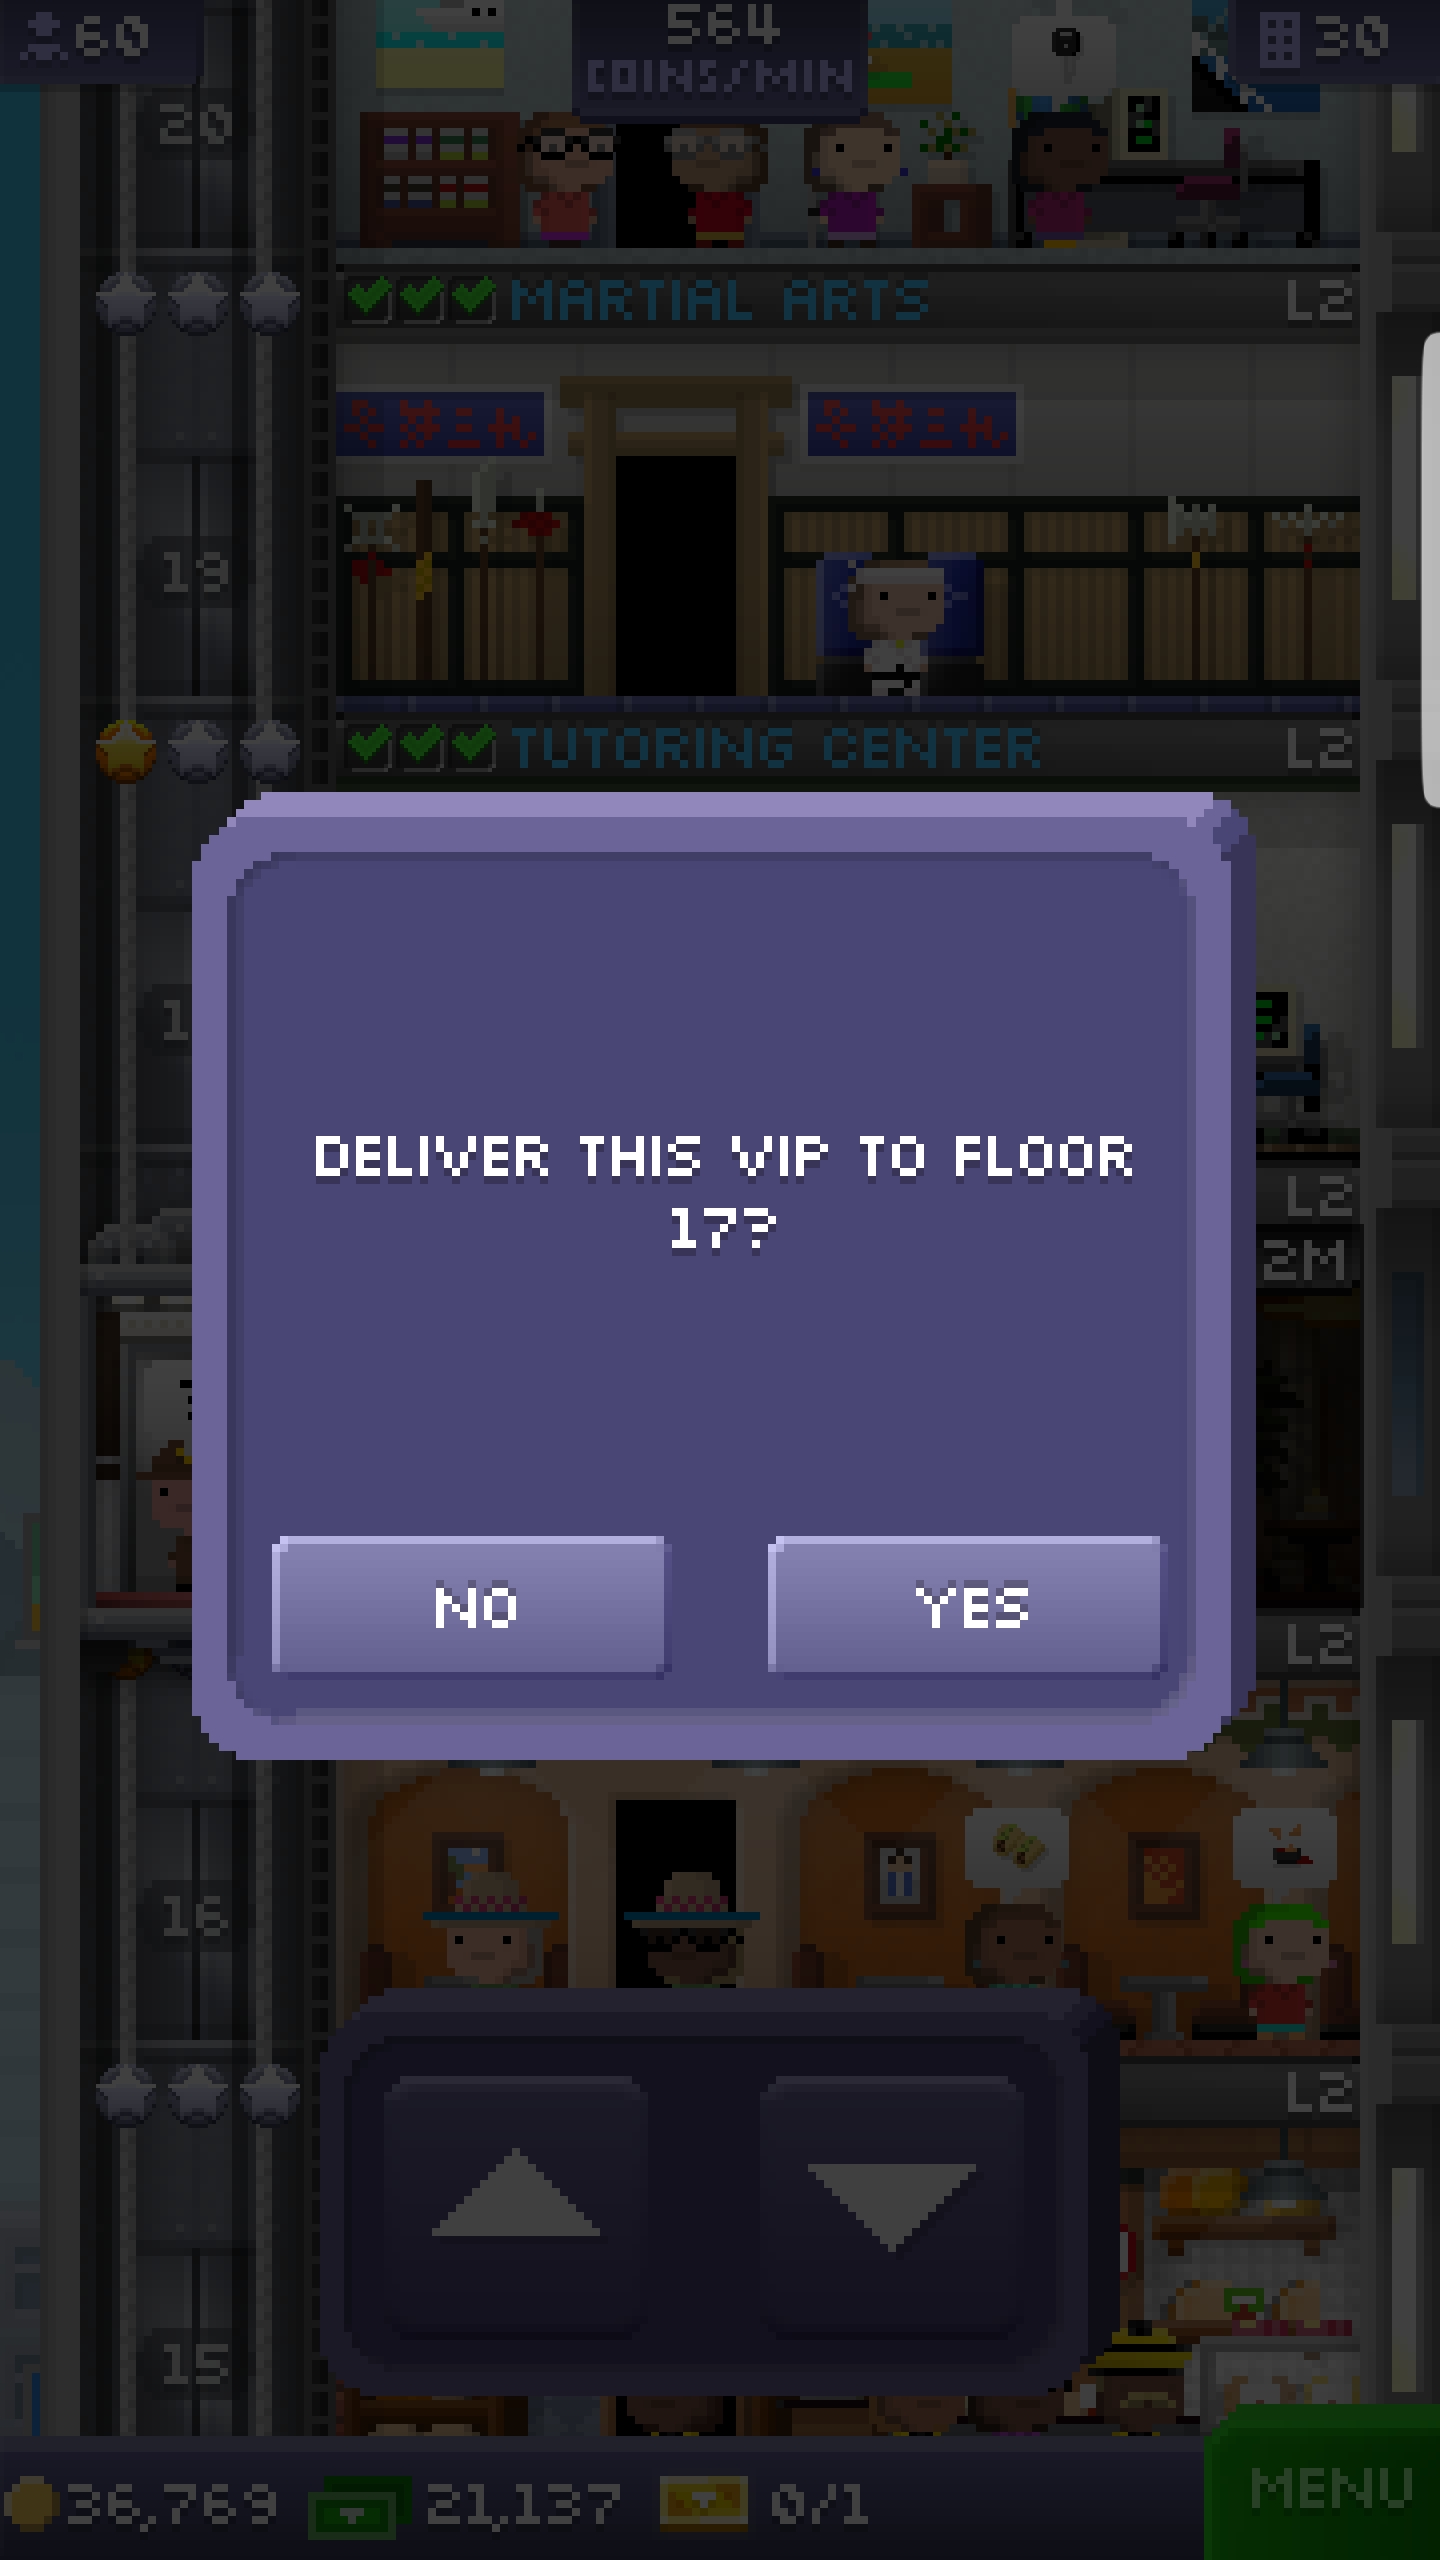 60
564
COINS/MIN
30
20
MARTIAL ARTS
L2
19
TUTORING CENTER
L2
L2
2M
DELIVER THIS VIP TO FLOOR
17?
NO
YES
L2
16
L2
15
36,769
21,137
0/1
MENU